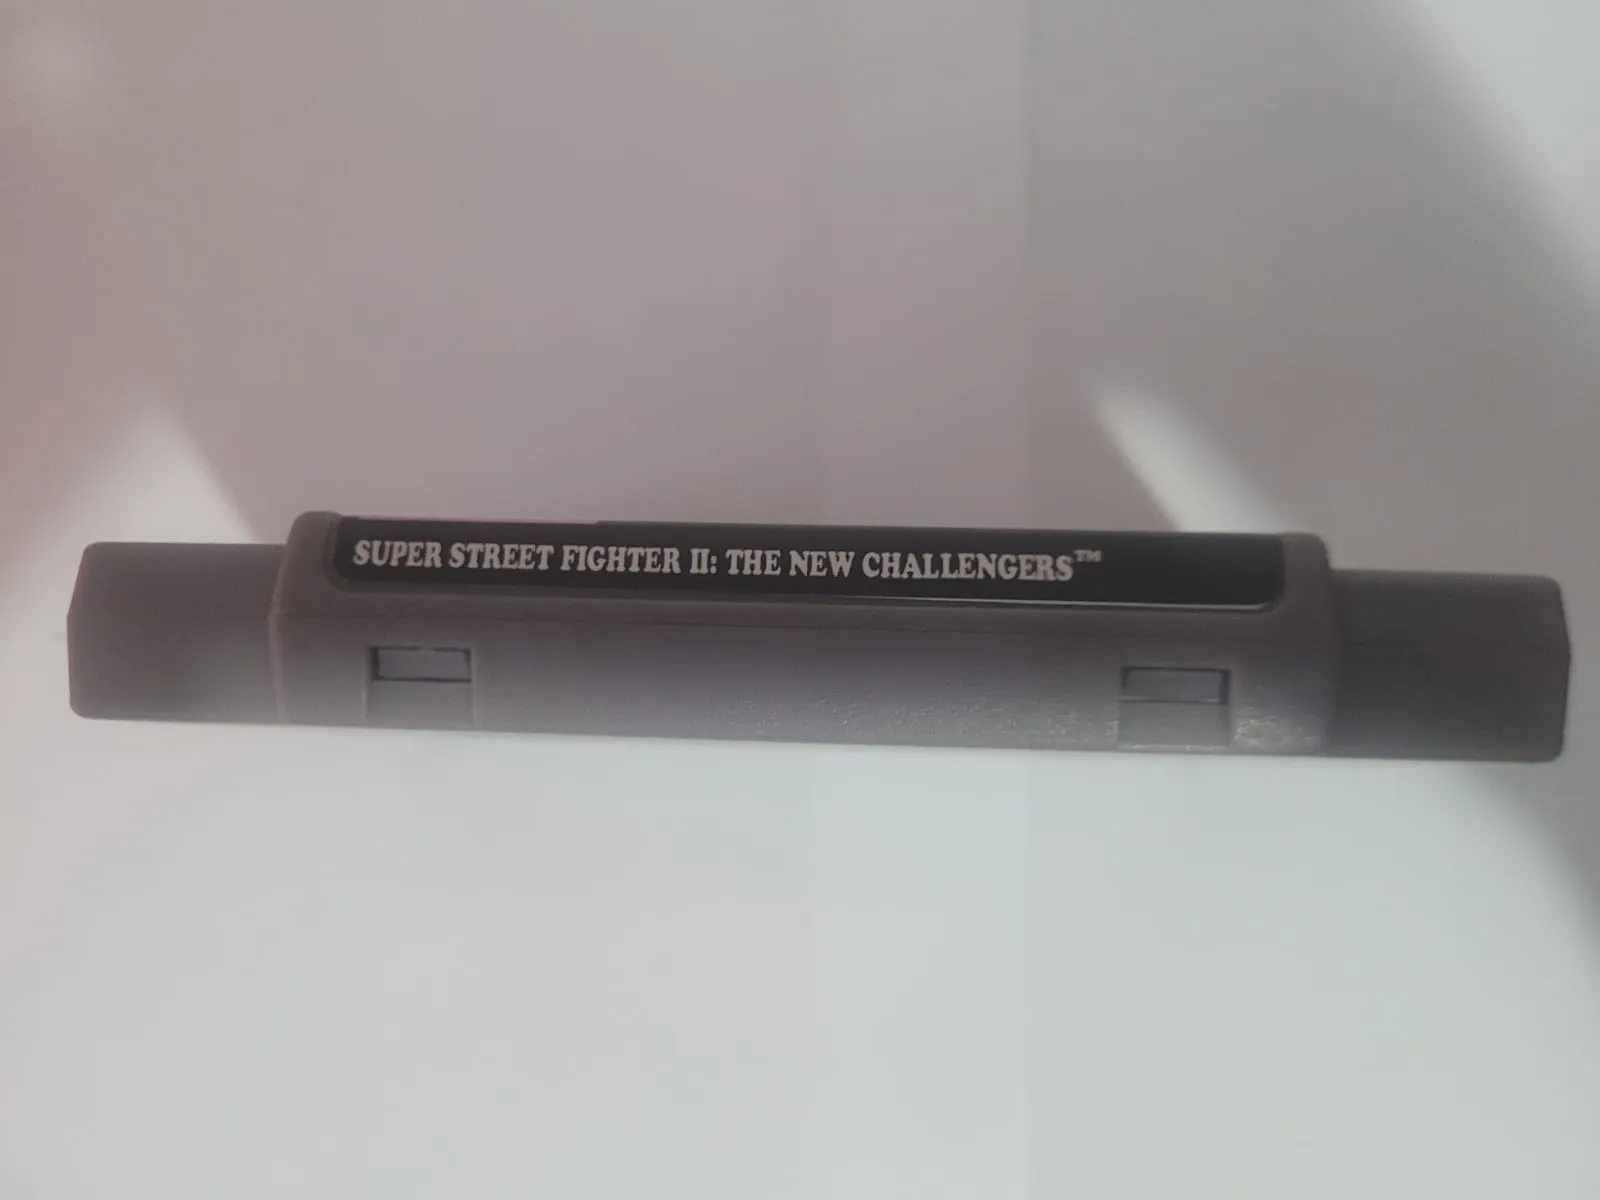 SUPER STREET FIGHTER II: THE NEW CHALLENGERS™